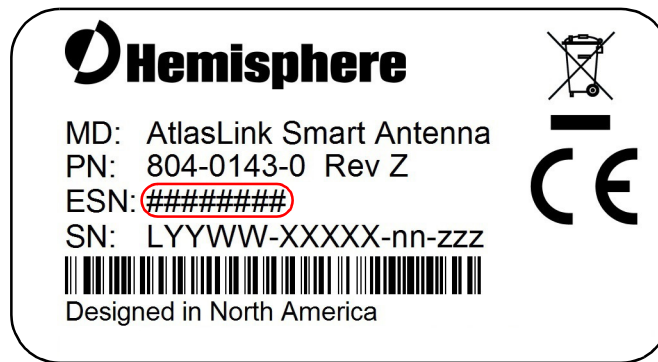 Hemisphere
MD: AtlasLink Smart Antenna
PN: 804-0143-0 Rev Z
ESN: ########
SN: LYYWW-XXXXX-nn-zzz
Designed in North America
CE